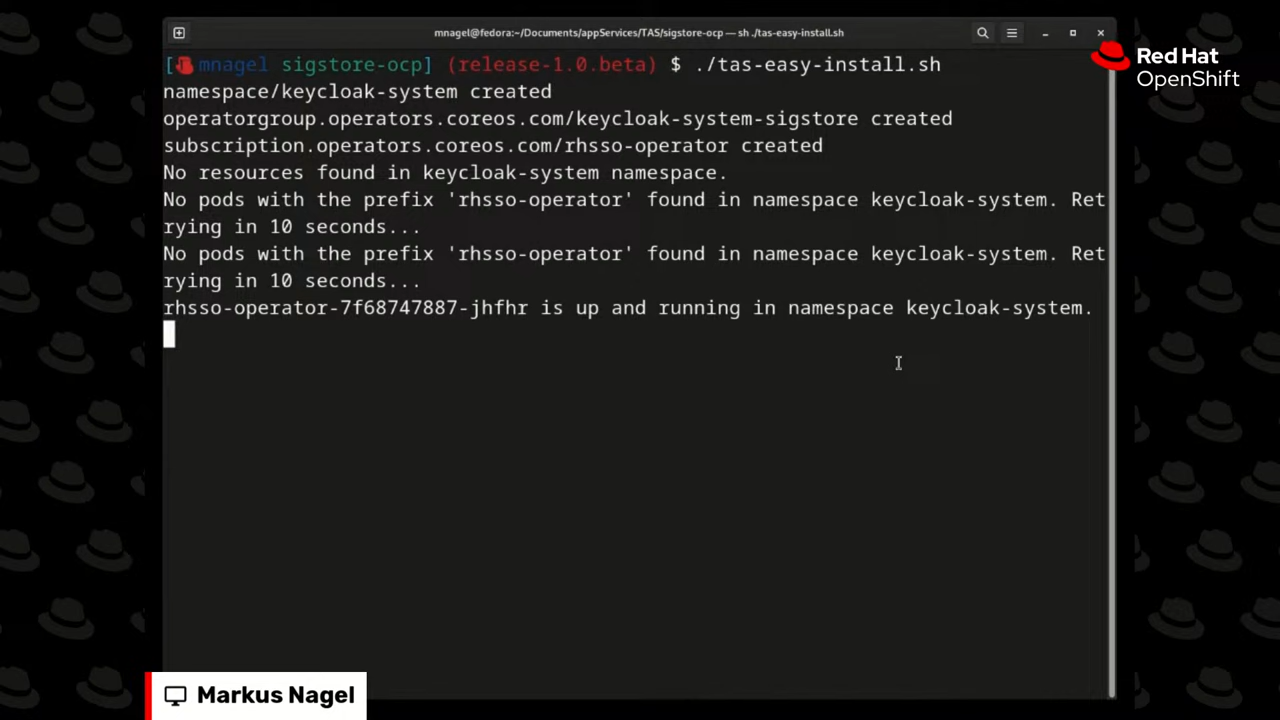 mnagel@fedora:~/Documents/appServices/TAS/sigstore-ocp — sh ./tas-easy-install.sh
Red Hat
OpenShift
[ mnagel sigstore-ocp] (release-1.0.beta) $ ./tas-easy-install.sh
namespace/keycloak-system created
operatorgroup.operators.coreos.com/keycloak-system-sigstore created
subscription.operators.coreos.com/rhsso-operator created
No resources found in keycloak-system namespace.
No pods with the prefix 'rhsso-operator' found in namespace keycloak-system. Ret
rying in 10 seconds...
No pods with the prefix 'rhsso-operator' found in namespace keycloak-system. Ret
rying in 10 seconds...
rhsso-operator-7f68747887-jhfhr is up and running in namespace keycloak-system.
Markus Nagel